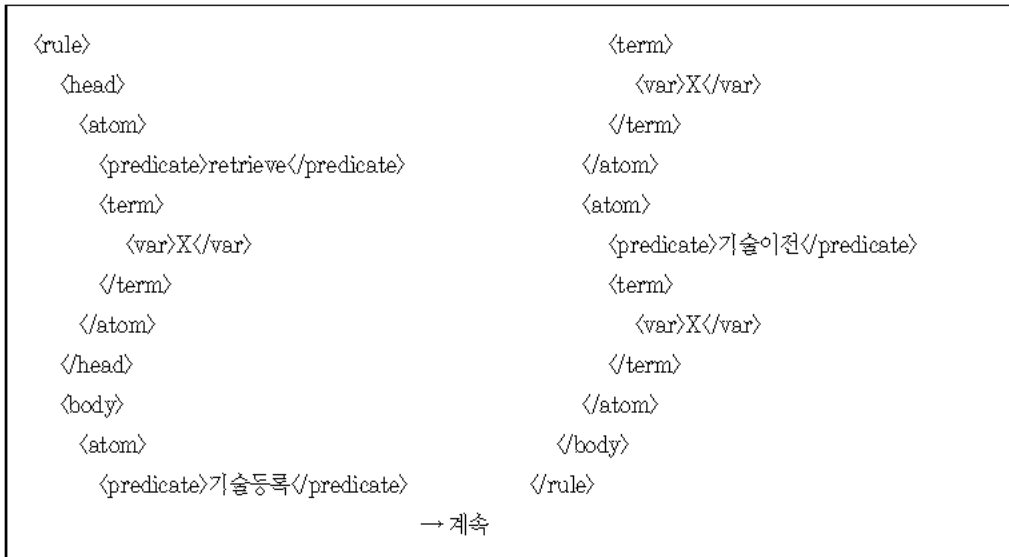 〈rule〉
〈head〉
〈atom〉
〈predicate〉retrieve〈/predicate〉
〈term〉
〈var〉X〈/var〉
〈/term〉
〈/atom〉
〈/head〉
〈body〉
〈atom〉
〈predicate〉기술등록〈/predicate〉
→ 계속
〈term〉
〈var〉X〈/var〉
〈/term〉
〈/atom〉
〈atom〉
〈predicate〉기술이전〈/predicate〉
〈term〉
〈var〉X〈/var〉
〈/term〉
〈/atom〉
〈/body〉
〈/rule〉